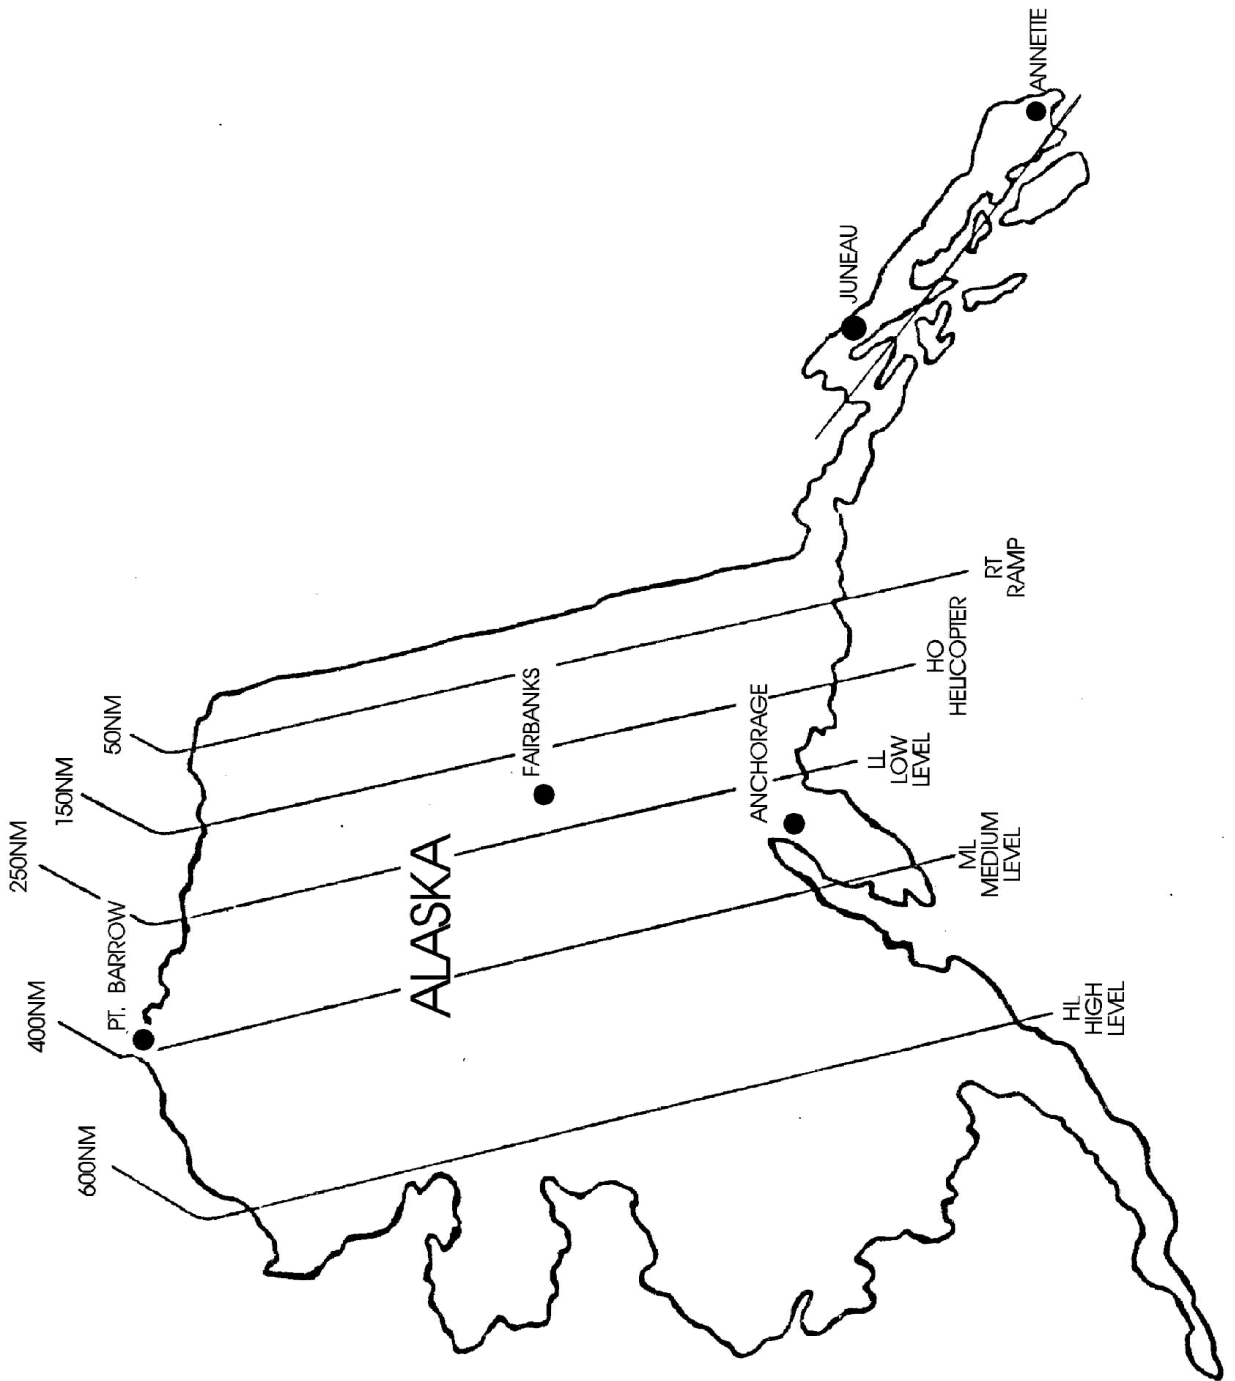 600NM
400NM
250NM
150NM
50NM
PT. BARROW
ALASKA
FAIRBANKS
ANCHORAGE
JUNEAU
ANNETTE
HL
HIGH
LEVEL
ML
MEDIUM
LEVEL
LL
LOW
LEVEL
HO
HELICOPTER
RT
RAMP